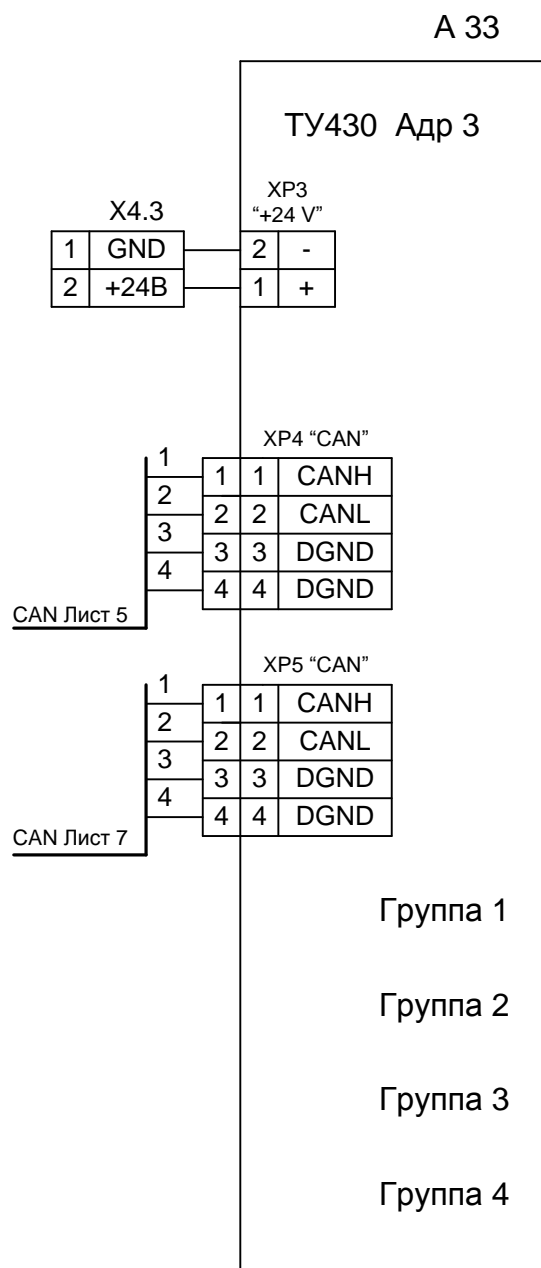 А 33
ТУ430 Адр 3
XP3
“+24 V”
X4.3
1 GND 2 -
2 +24В 1 +
XP4 “CAN”
1 1 1 CANH
2 2 2 CANL
3 3 3 DGND
4 4 4 DGND
CAN Лист 5
XP5 “CAN”
1 1 1 CANH
2 2 2 CANL
3 3 3 DGND
4 4 4 DGND
CAN Лист 7
Группа 1
Группа 2
Группа 3
Группа 4